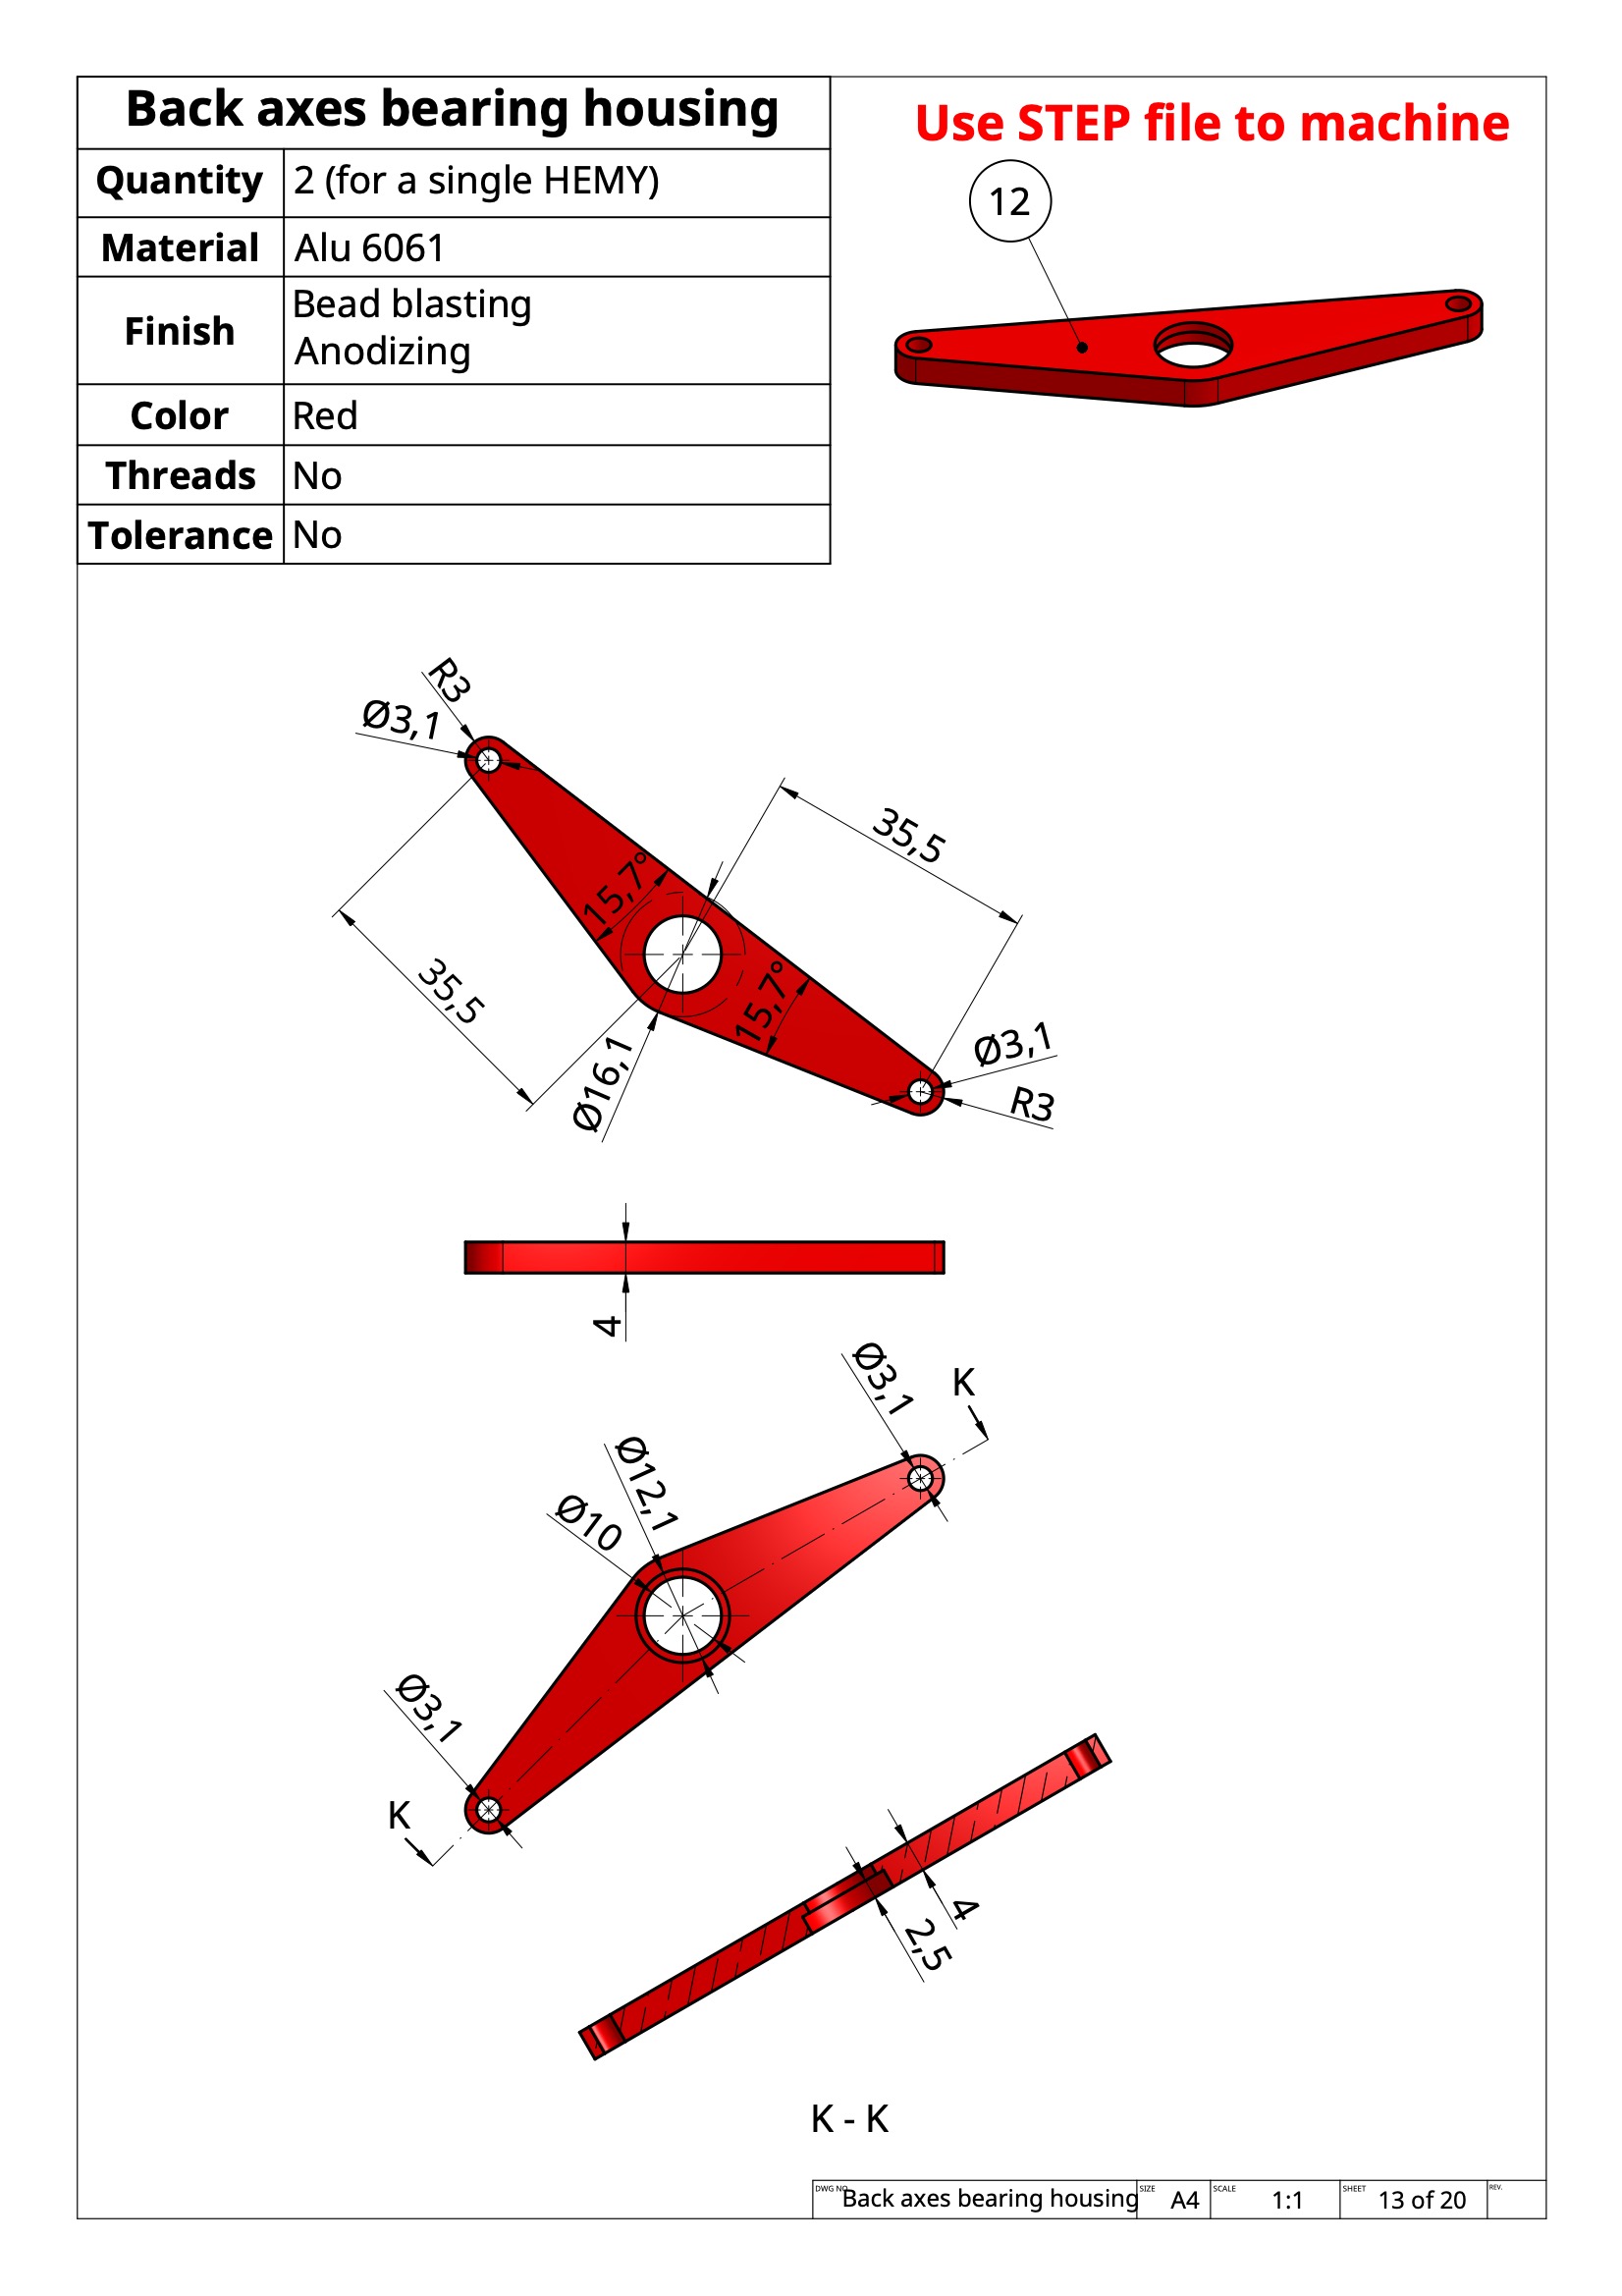 Back axes bearing housing
Quantity 2 (for a single HEMY)
Material Alu 6061
Finish Bead blasting
Anodizing
Color Red
Threads No
Tolerance No
Use STEP file to machine
12
R3
Ø3,1
35,5
15,7°
35,5
15,7°
Ø16,1
Ø3,1
R3
4
Ø3,1
K
Ø12,1
Ø10
Ø3,1
K
4
2,5
K - K
DWG NO. Back axes bearing housing SIZE A4 SCALE 1:1 SHEET 13 of 20 REV.